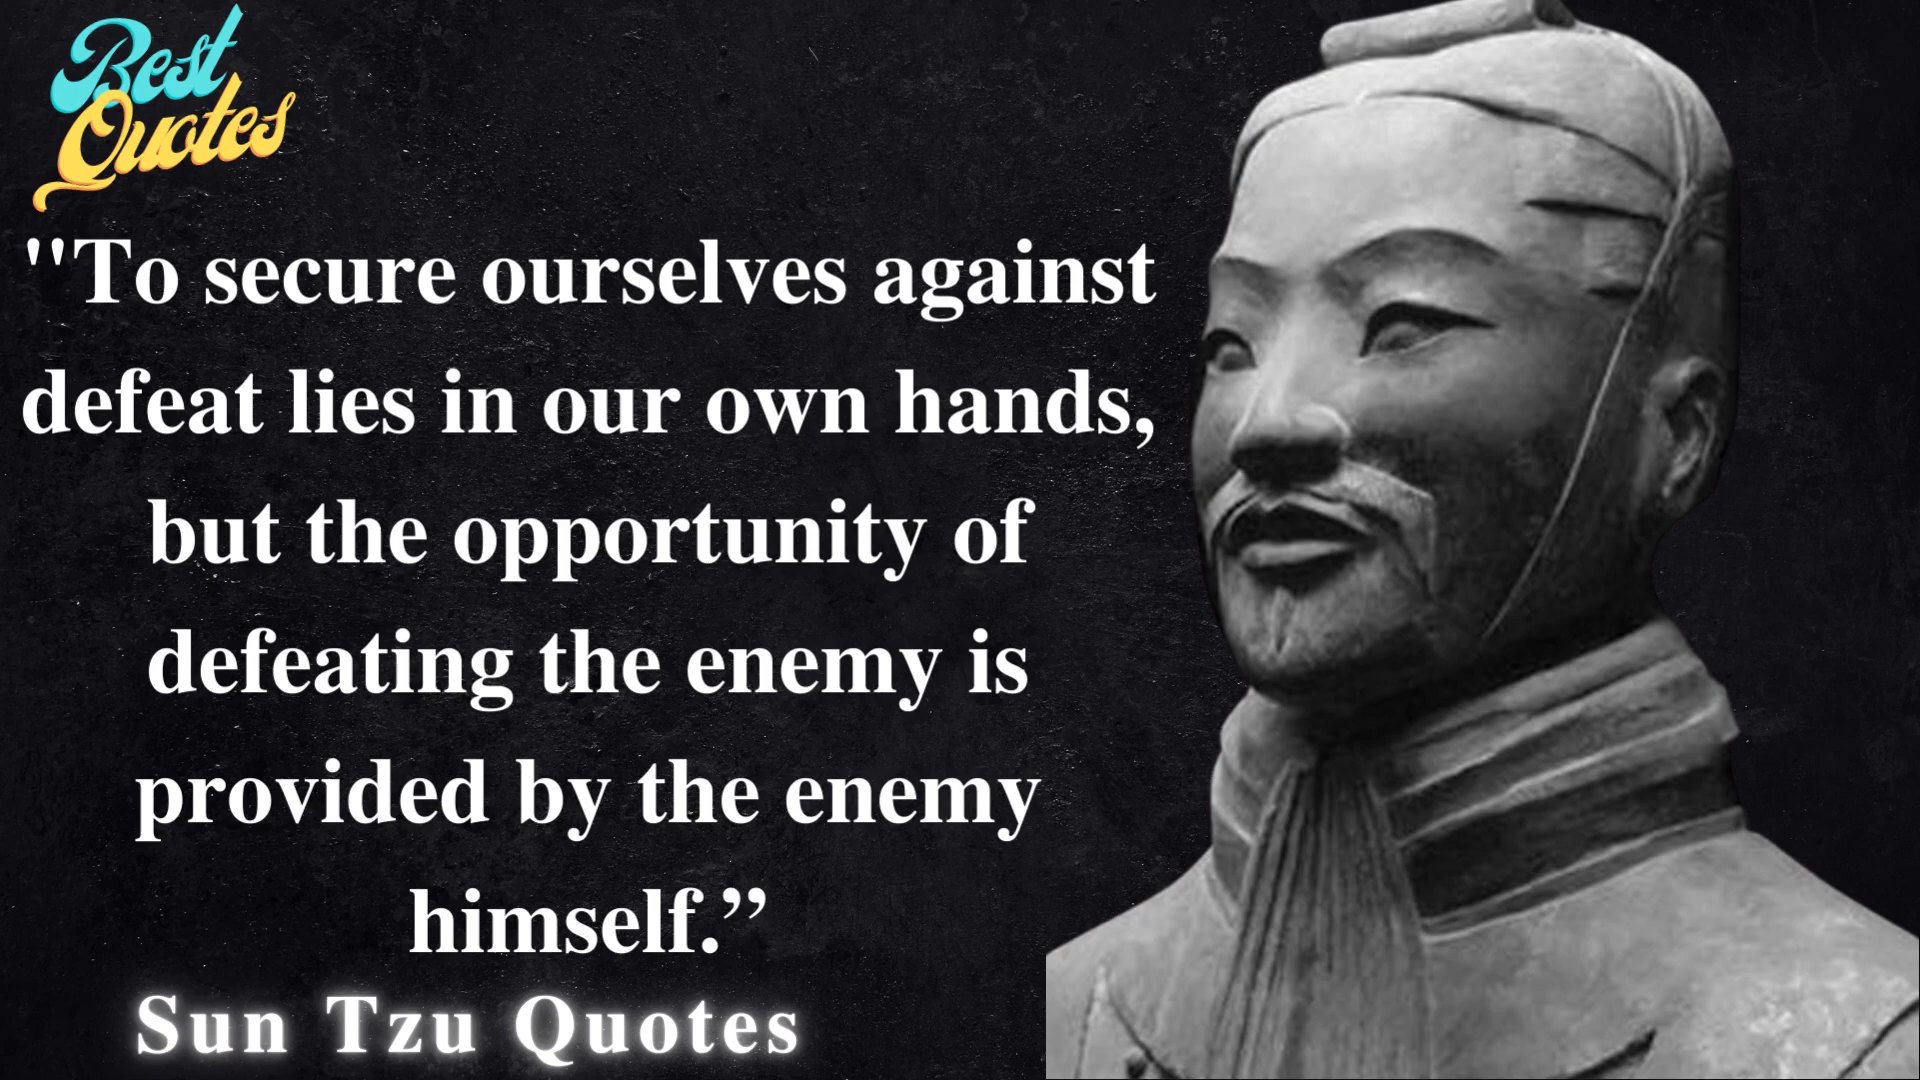 Best
Quotes
"To secure ourselves against
defeat lies in our own hands,
but the opportunity of
defeating the enemy is
provided by the enemy
himself.”
Sun Tzu Quotes